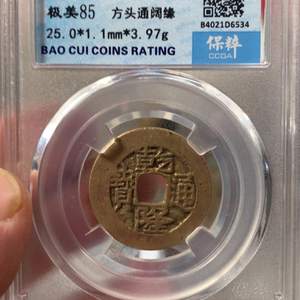 极美85 方头通阔缘
25.0*1.1mm*3.97g
BAO CUI COINS RATING
B4021D6534
保粹
CCGA
乾隆通寳